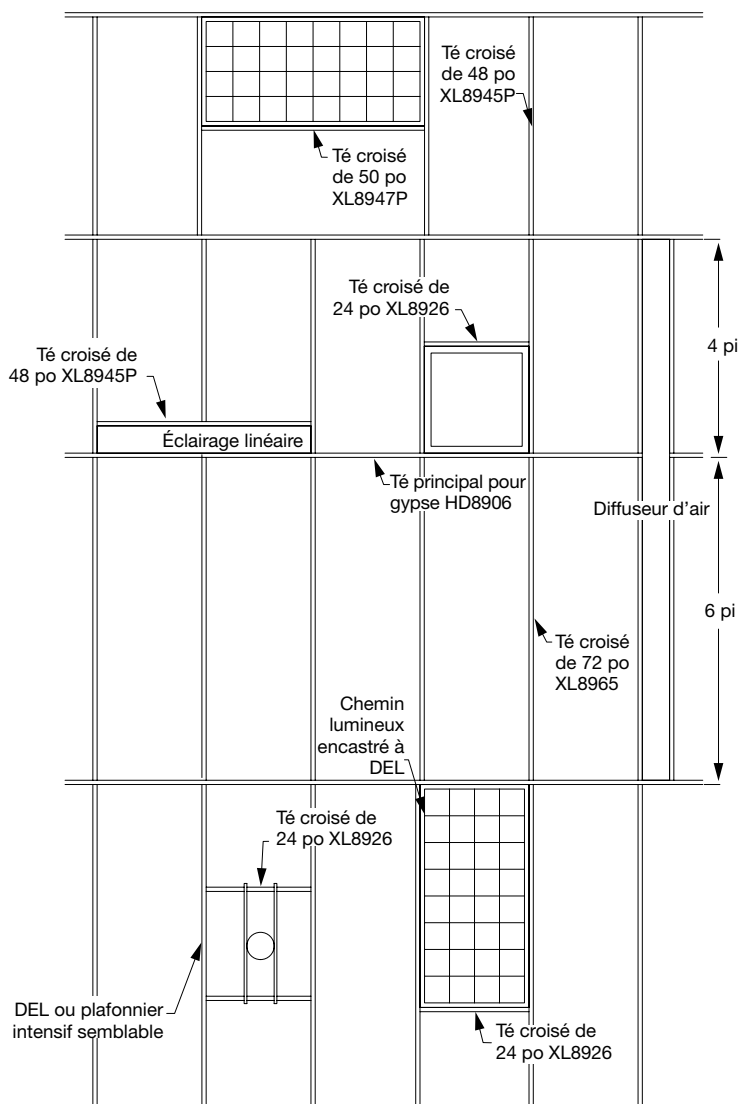 Té croisé
de 48 po
XL8945P
Té croisé
de 50 po
XL8947P
Té croisé de
24 po XL8926
4 pi
Té croisé de
48 po XL8945P
Éclairage linéaire
Té principal pour
gypse HD8906
Diffuseur d’air
6 pi
Té croisé
de 72 po
XL8965
Chemin
lumineux
encastré à
DEL
Té croisé de
24 po XL8926
DEL ou plafonnier
intensif semblable
Té croisé de
24 po XL8926